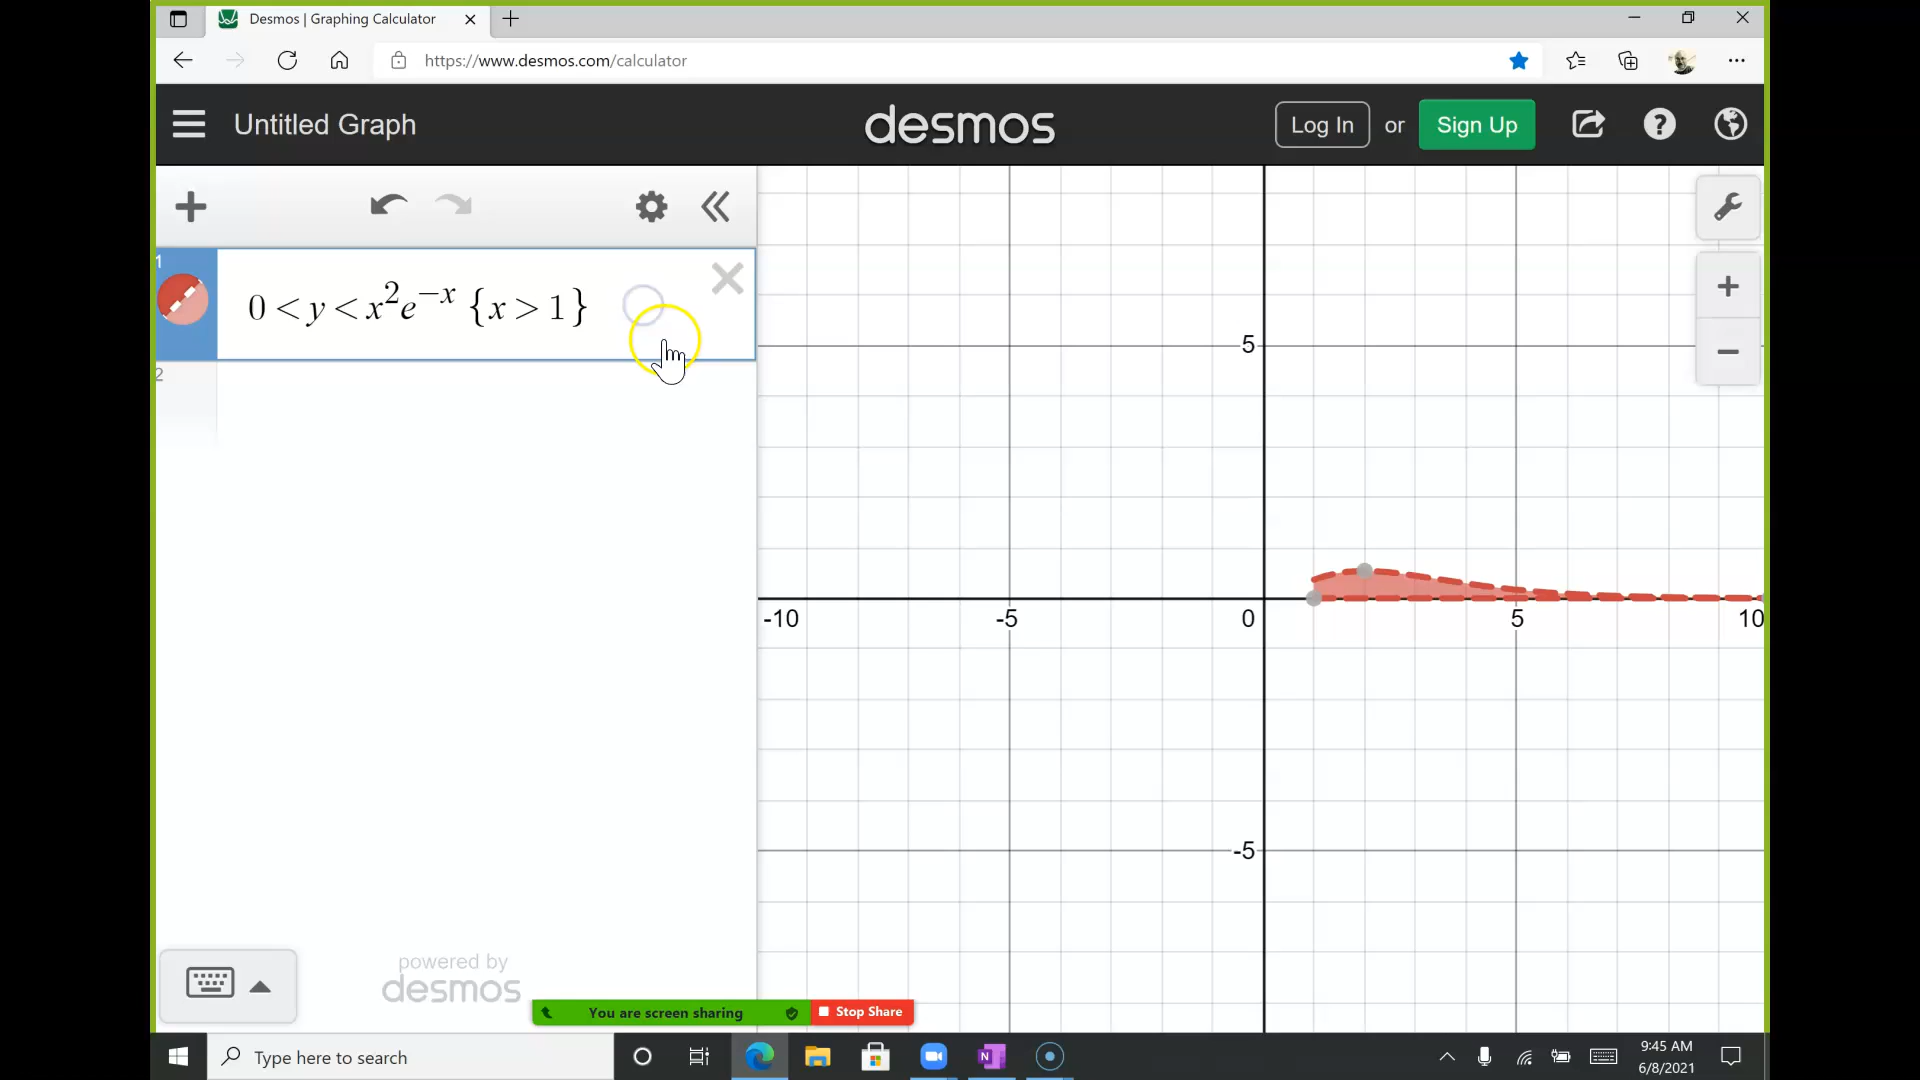 Desmos | Graphing Calculator
https://www.desmos.com/calculator
Untitled Graph
desmos
Log In or Sign Up
1
0 < y < x²e⁻ˣ {x > 1}
2
5
-10 -5 0 5 10
-5
powered by
desmos
You are screen sharing Stop Share
Type here to search
9:45 AM
6/8/2021